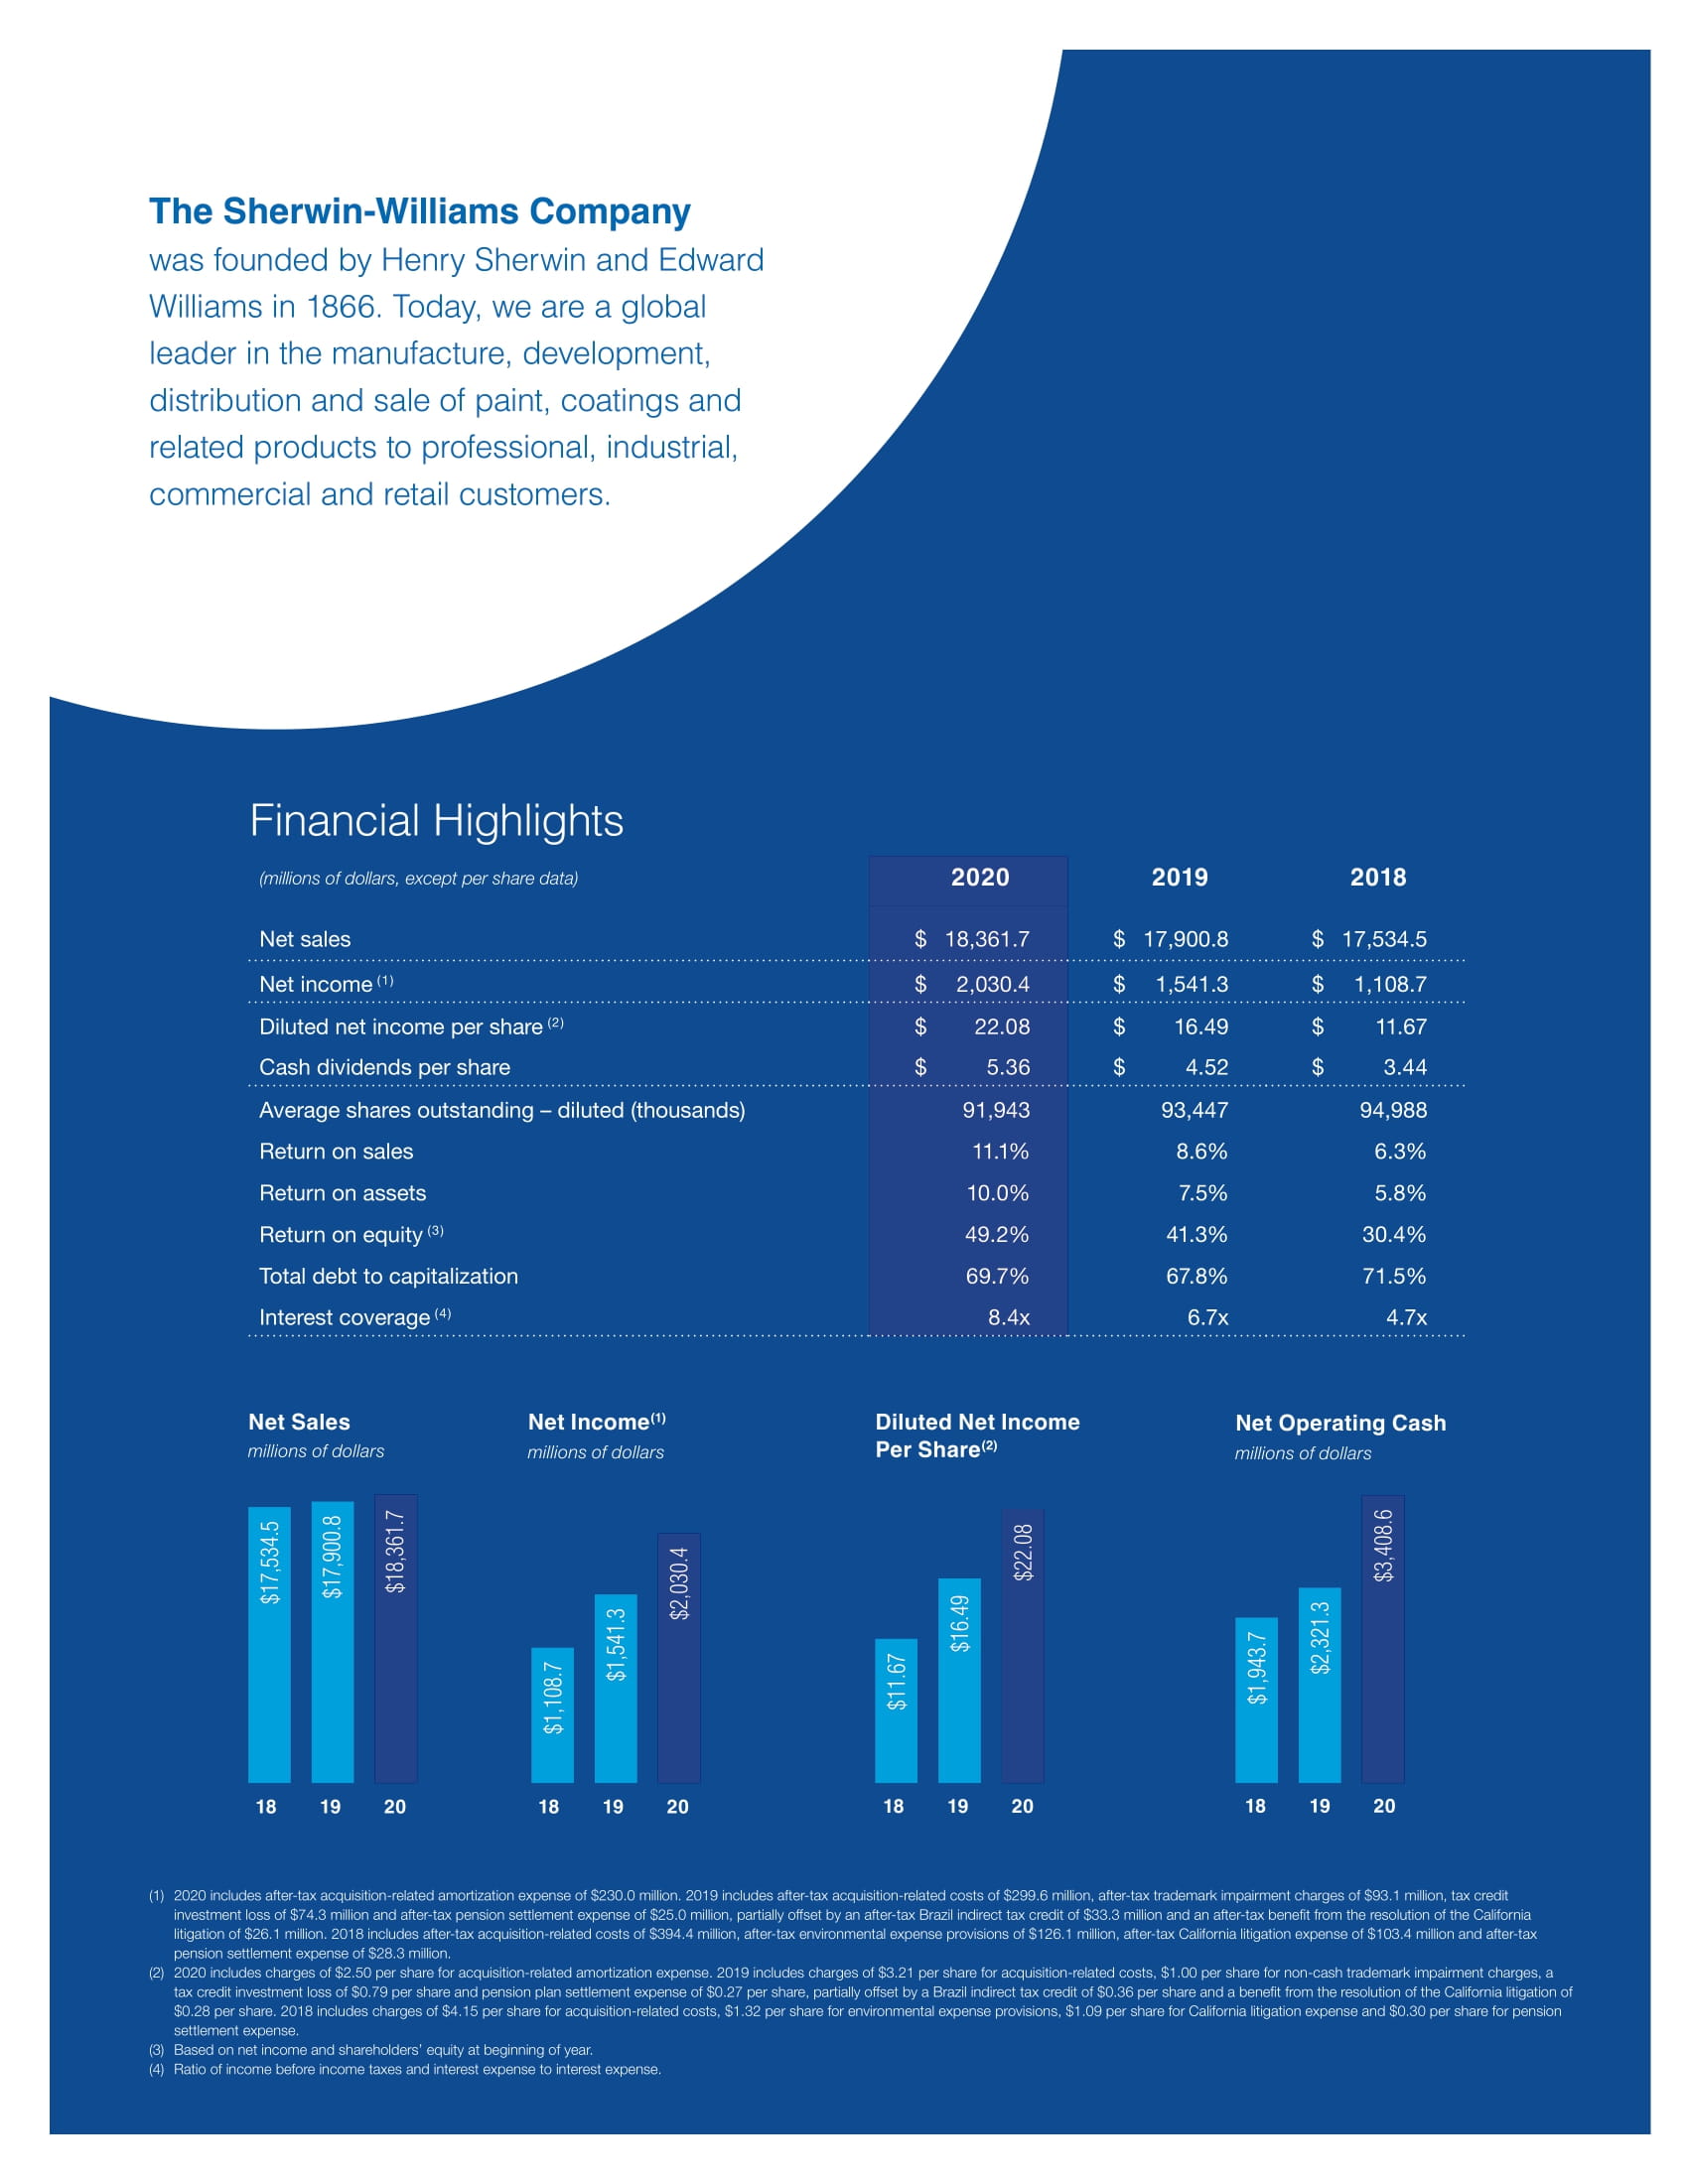 The Sherwin-Williams Company
was founded by Henry Sherwin and Edward
Williams in 1866. Today, we are a global
leader in the manufacture, development,
distribution and sale of paint, coatings and
related products to professional, industrial,
commercial and retail customers.
Financial Highlights
(millions of dollars, except per share data) 2020 2019 2018
Net sales $ 18,361.7 $ 17,900.8 $ 17,534.5
Net income (1) $ 2,030.4 $ 1,541.3 $ 1,108.7
Diluted net income per share (2) $ 22.08 $ 16.49 $ 11.67
Cash dividends per share $ 5.36 $ 4.52 $ 3.44
Average shares outstanding – diluted (thousands) 91,943 93,447 94,988
Return on sales 11.1% 8.6% 6.3%
Return on assets 10.0% 7.5% 5.8%
Return on equity (3) 49.2% 41.3% 30.4%
Total debt to capitalization 69.7% 67.8% 71.5%
Interest coverage (4) 8.4x 6.7x 4.7x
Net Sales
millions of dollars
$17,534.5 $17,900.8 $18,361.7
18 19 20
Net Income(1)
millions of dollars
$1,108.7 $1,541.3 $2,030.4
18 19 20
Diluted Net Income
Per Share(2)
$11.67 $16.49 $22.08
18 19 20
Net Operating Cash
millions of dollars
$1,943.7 $2,321.3 $3,408.6
18 19 20
(1) 2020 includes after-tax acquisition-related amortization expense of $230.0 million. 2019 includes after-tax acquisition-related costs of $299.6 million, after-tax trademark impairment charges of $93.1 million, tax credit
investment loss of $74.3 million and after-tax pension settlement expense of $25.0 million, partially offset by an after-tax Brazil indirect tax credit of $33.3 million and an after-tax benefit from the resolution of the California
litigation of $26.1 million. 2018 includes after-tax acquisition-related costs of $394.4 million, after-tax environmental expense provisions of $126.1 million, after-tax California litigation expense of $103.4 million and after-tax
pension settlement expense of $28.3 million.
(2) 2020 includes charges of $2.50 per share for acquisition-related amortization expense. 2019 includes charges of $3.21 per share for acquisition-related costs, $1.00 per share for non-cash trademark impairment charges, a
tax credit investment loss of $0.79 per share and pension plan settlement expense of $0.27 per share, partially offset by a Brazil indirect tax credit of $0.36 per share and a benefit from the resolution of the California litigation of
$0.28 per share. 2018 includes charges of $4.15 per share for acquisition-related costs, $1.32 per share for environmental expense provisions, $1.09 per share for California litigation expense and $0.30 per share for pension
settlement expense.
(3) Based on net income and shareholders' equity at beginning of year.
(4) Ratio of income before income taxes and interest expense to interest expense.